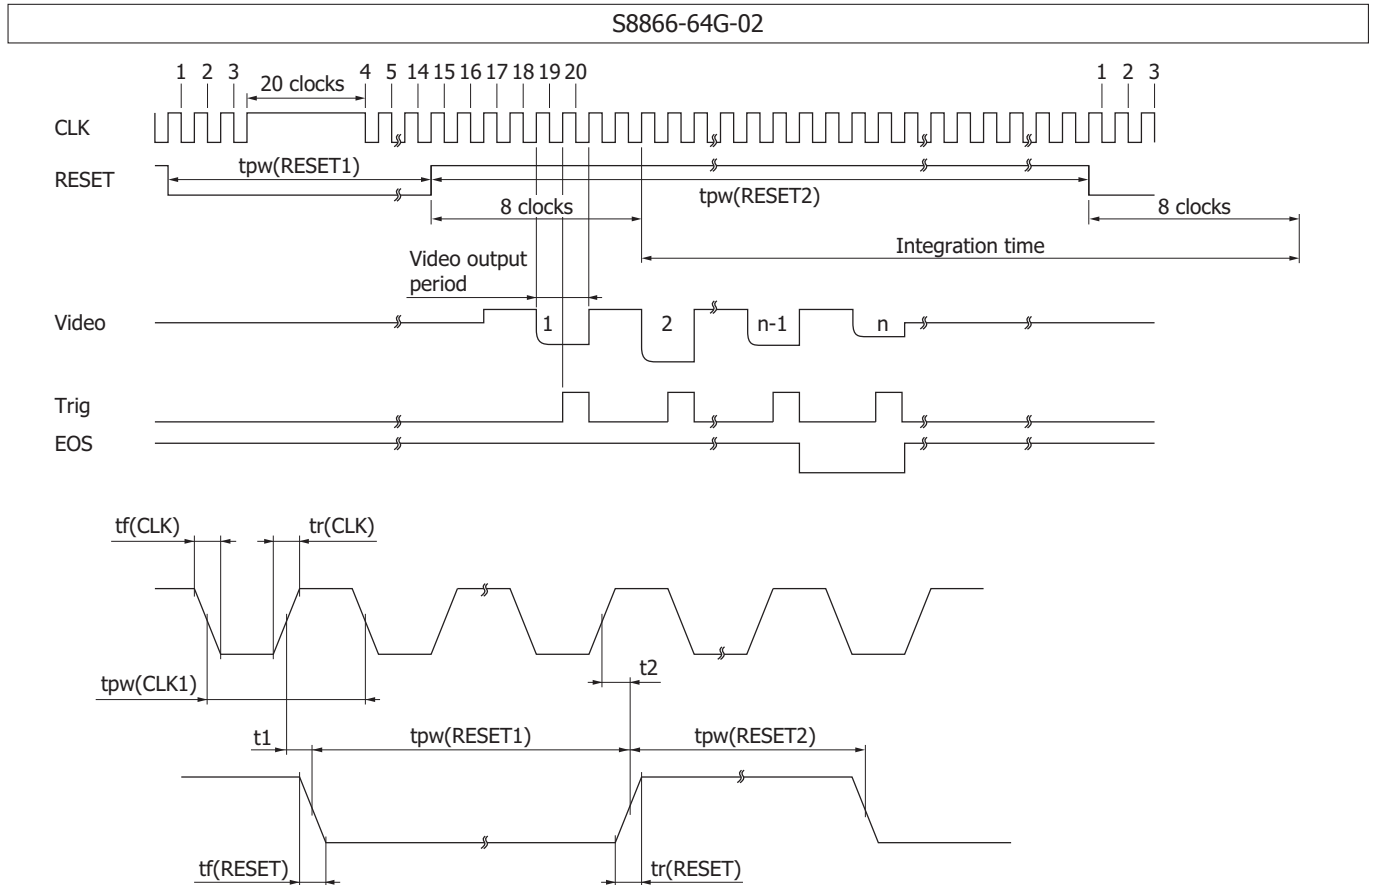 S8866-64G-02
1 2 3 4 5 14 15 16 17 18 19 20 1 2 3
20 clocks
CLK
tpw(RESET1)
RESET
tpw(RESET2)
8 clocks 8 clocks
Integration time
Video output
period
Video 1 2 n-1 n
Trig
EOS
tf(CLK) tr(CLK)
t2
tpw(CLK1)
t1 tpw(RESET1) tpw(RESET2)
tf(RESET) tr(RESET)